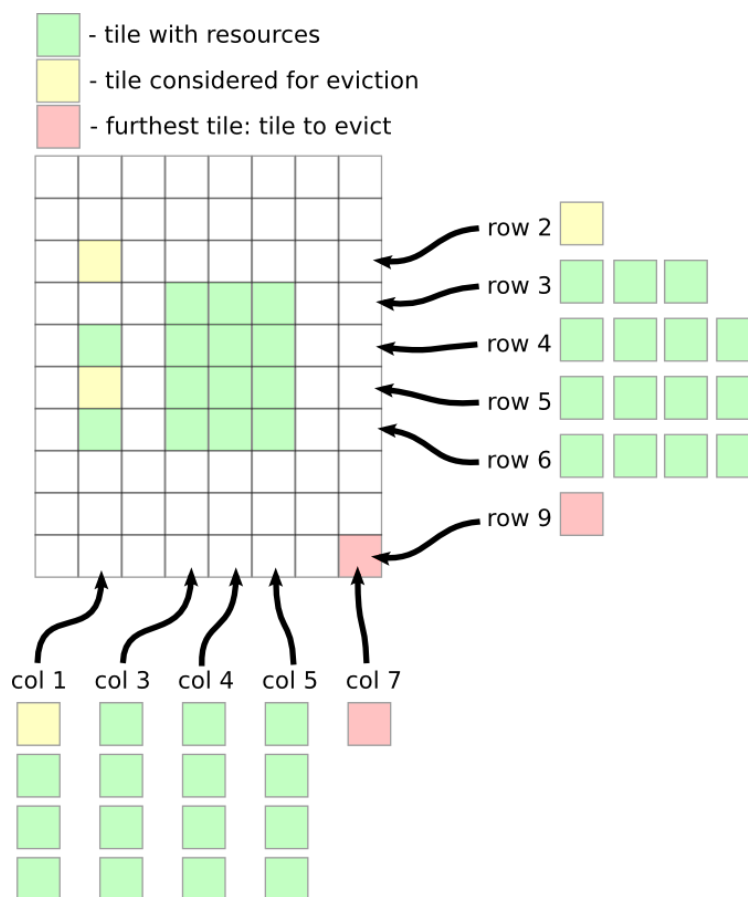 - tile with resources
- tile considered for eviction
- furthest tile: tile to evict
row 2
row 3
row 4
row 5
row 6
row 9
col 1 col 3 col 4 col 5 col 7